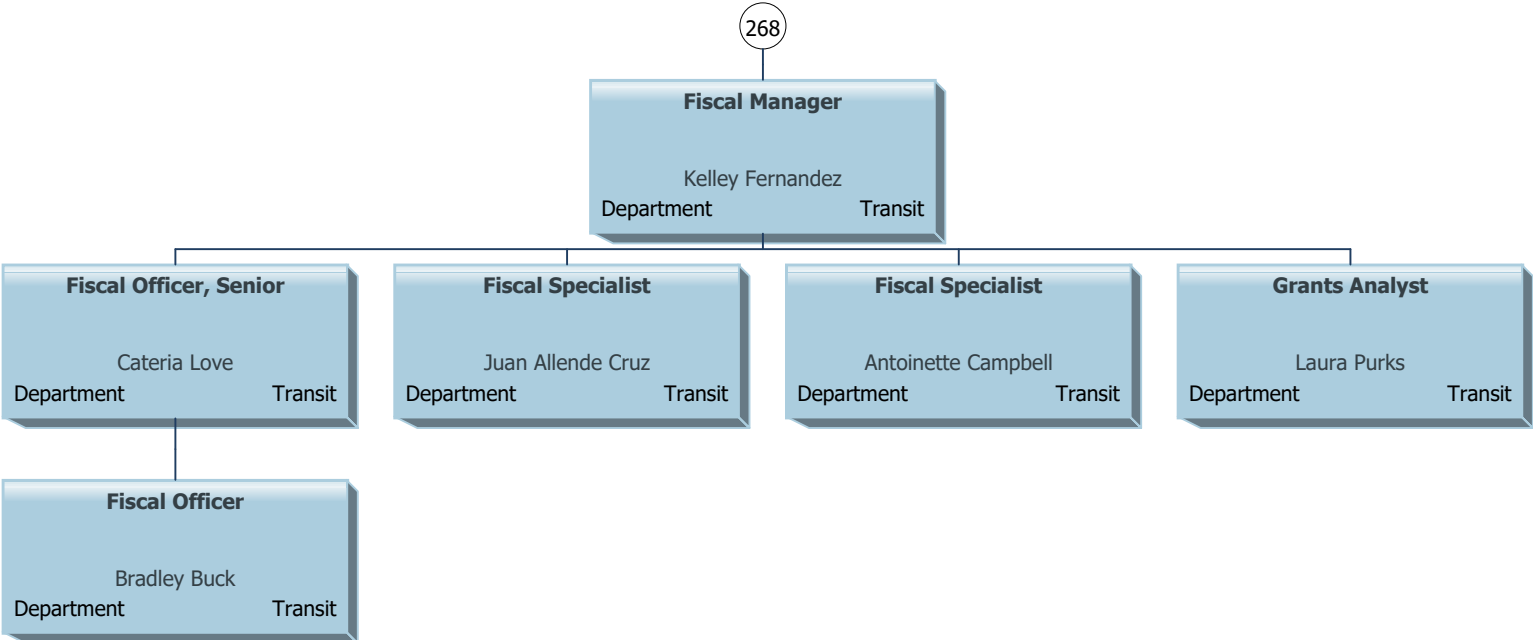 268
Fiscal Manager
Kelley Fernandez
Department Transit
Fiscal Officer, Senior
Cateria Love
Department Transit
Fiscal Specialist
Juan Allende Cruz
Department Transit
Fiscal Specialist
Antoinette Campbell
Department Transit
Grants Analyst
Laura Purks
Department Transit
Fiscal Officer
Bradley Buck
Department Transit